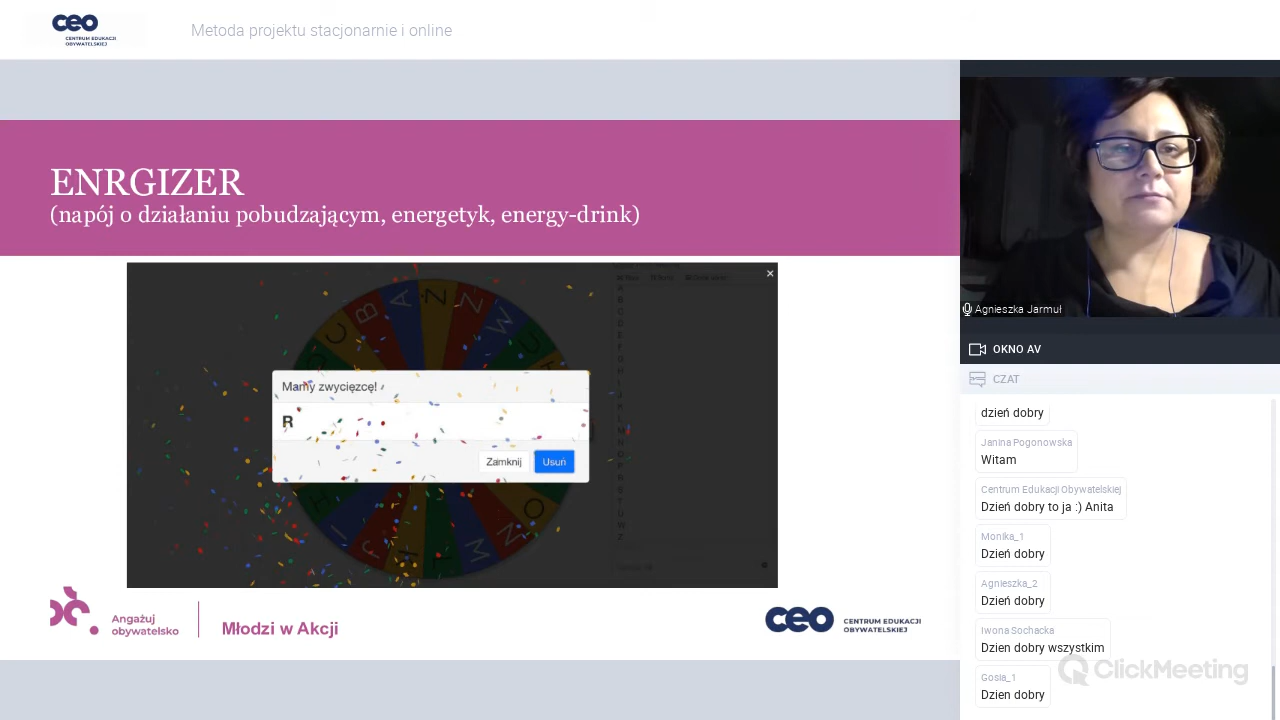 ceo
CENTRUM EDUKACJI
OBYWATELSKIEJ
Metoda projektu stacjonarnie i online
ENRGIZER
(napój o działaniu pobudzającym, energetyk, energy-drink)
Mamy zwycięzcę!
R
Zamknij
Usuń
Angażuj
obywatelsko
Młodzi w Akcji
ceo
CENTRUM EDUKACJI
OBYWATELSKIEJ
Agnieszka Jarmuł
OKNO AV
CZAT
dzień dobry
Janina Pogonowska
Witam
Centrum Edukacji Obywatelskiej
Dzień dobry to ja :) Anita
Monika_1
Dzień dobry
Agnieszka_2
Dzień dobry
Iwona Sochacka
Dzien dobry wszystkim
Gosia_1
Dzien dobry
ClickMeeting